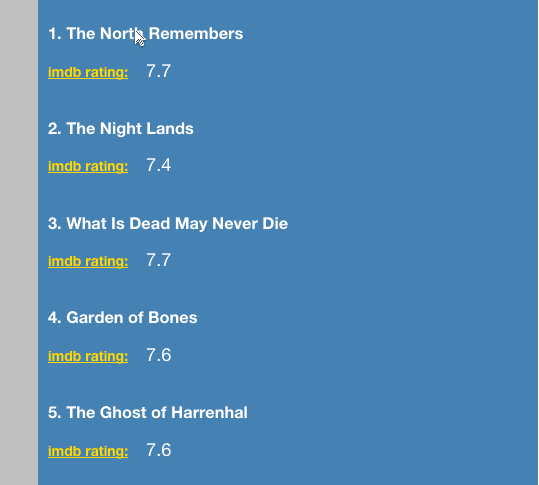 1. The North Remembers
imdb rating: 7.7
2. The Night Lands
imdb rating: 7.4
3. What Is Dead May Never Die
imdb rating: 7.7
4. Garden of Bones
imdb rating: 7.6
5. The Ghost of Harrenhal
imdb rating: 7.6